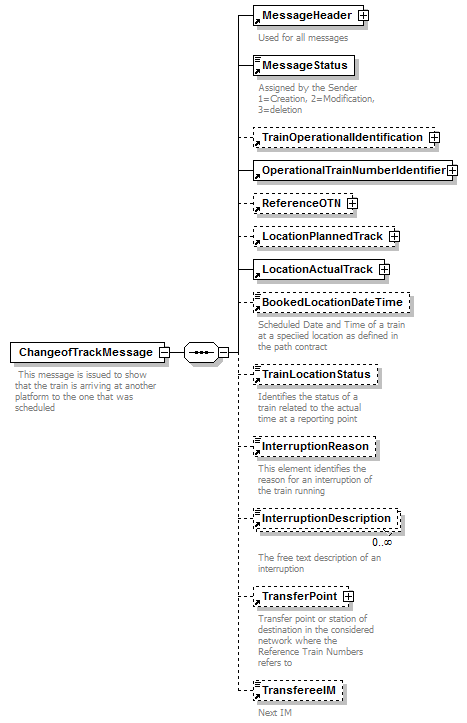 MessageHeader
Used for all messages
MessageStatus
Assigned by the Sender
1=Creation, 2=Modification,
3=deletion
TrainOperationalIdentification
OperationalTrainNumberIdentifier
ReferenceOTN
LocationPlannedTrack
LocationActualTrack
BookedLocationDateTime
Scheduled Date and Time of a train
at a speciied location as defined in
the path contract
ChangeofTrackMessage
This message is issued to show
that the train is arriving at another
platform to the one that was
scheduled
TrainLocationStatus
Identifies the status of a
train related to the actual
time at a reporting point
InterruptionReason
This element identifies the
reason for an interruption of
the train running
InterruptionDescription
0..∞
The free text description of an
interruption
TransferPoint
Transfer point or station of
destination in the considered
network where the
Reference Train Numbers
refers to
TransfereeIM
Next IM